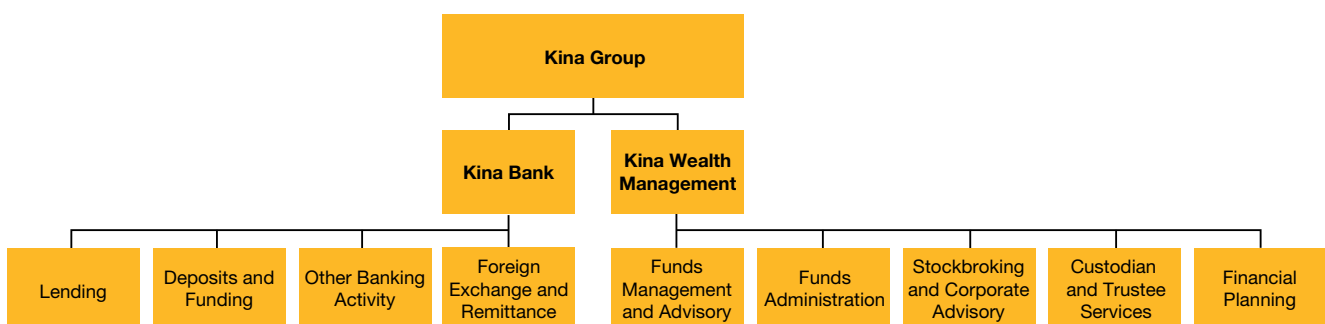 Kina Group
Kina Bank
Kina Wealth
Management
Lending
Deposits and
Funding
Other Banking
Activity
Foreign
Exchange and
Remittance
Funds
Management
and Advisory
Funds
Administration
Stockbroking
and Corporate
Advisory
Custodian
and Trustee
Services
Financial
Planning